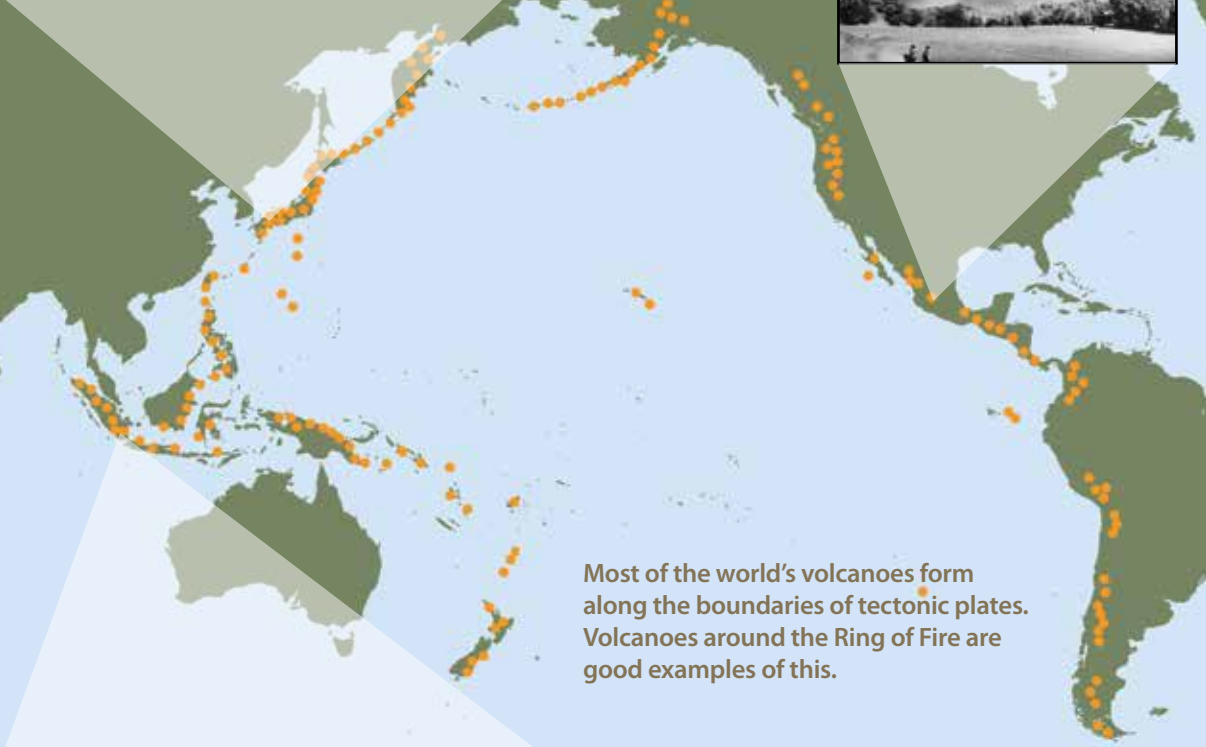 Most of the world’s volcanoes form
along the boundaries of tectonic plates.
Volcanoes around the Ring of Fire are
good examples of this.